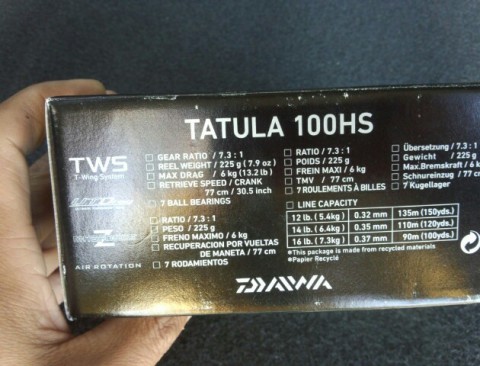 TATULA 100HS
TWS
T-Wing System
AIR ROTATION
GEAR RATIO / 7.3 : 1
REEL WEIGHT / 225 g (7.9 oz)
MAX DRAG / 6 kg (13.2 lb)
RETRIEVE SPEED / CRANK
77 cm / 30.5 inch
7 BALL BEARINGS
RATIO / 7.3 : 1
PESO / 225 g
FRENO MAXIMO / 6 kg
RECUPERACION POR VUELTAS
DE MANETA / 77 cm
7 RODAMIENTOS
RATIO / 7.3 : 1
POIDS / 225 g
FREIN MAXI / 6 kg
TMV / 77 cm
7 ROULEMENTS À BILLES
Übersetzung / 7.3 : 1
Gewicht / 225 g
Max.Bremskraft / 6 kg
Schnureinzug / 77 cm
7 Kugellager
LINE CAPACITY
12 lb. (5.4kg) 0.32 mm 135m (150yds.)
14 lb. (6.4kg) 0.35 mm 110m (120yds.)
16 lb. (7.3kg) 0.37 mm 90m (100yds.)
●This package is made from recycled materials
●Papier Recyclé
DAIWA